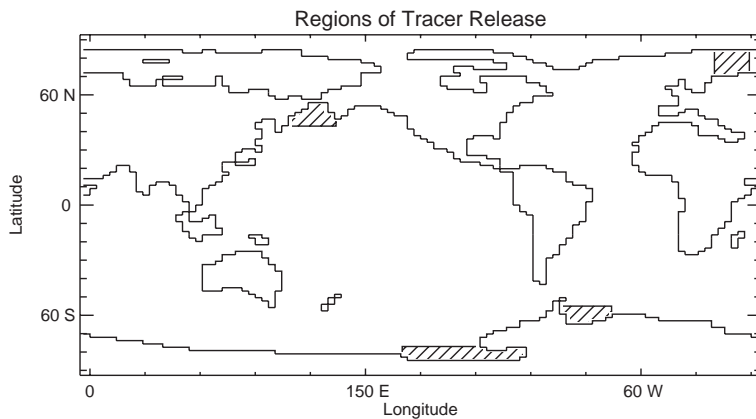 Regions of Tracer Release
60 N
0
60 S
Latitude
0
150 E
60 W
Longitude